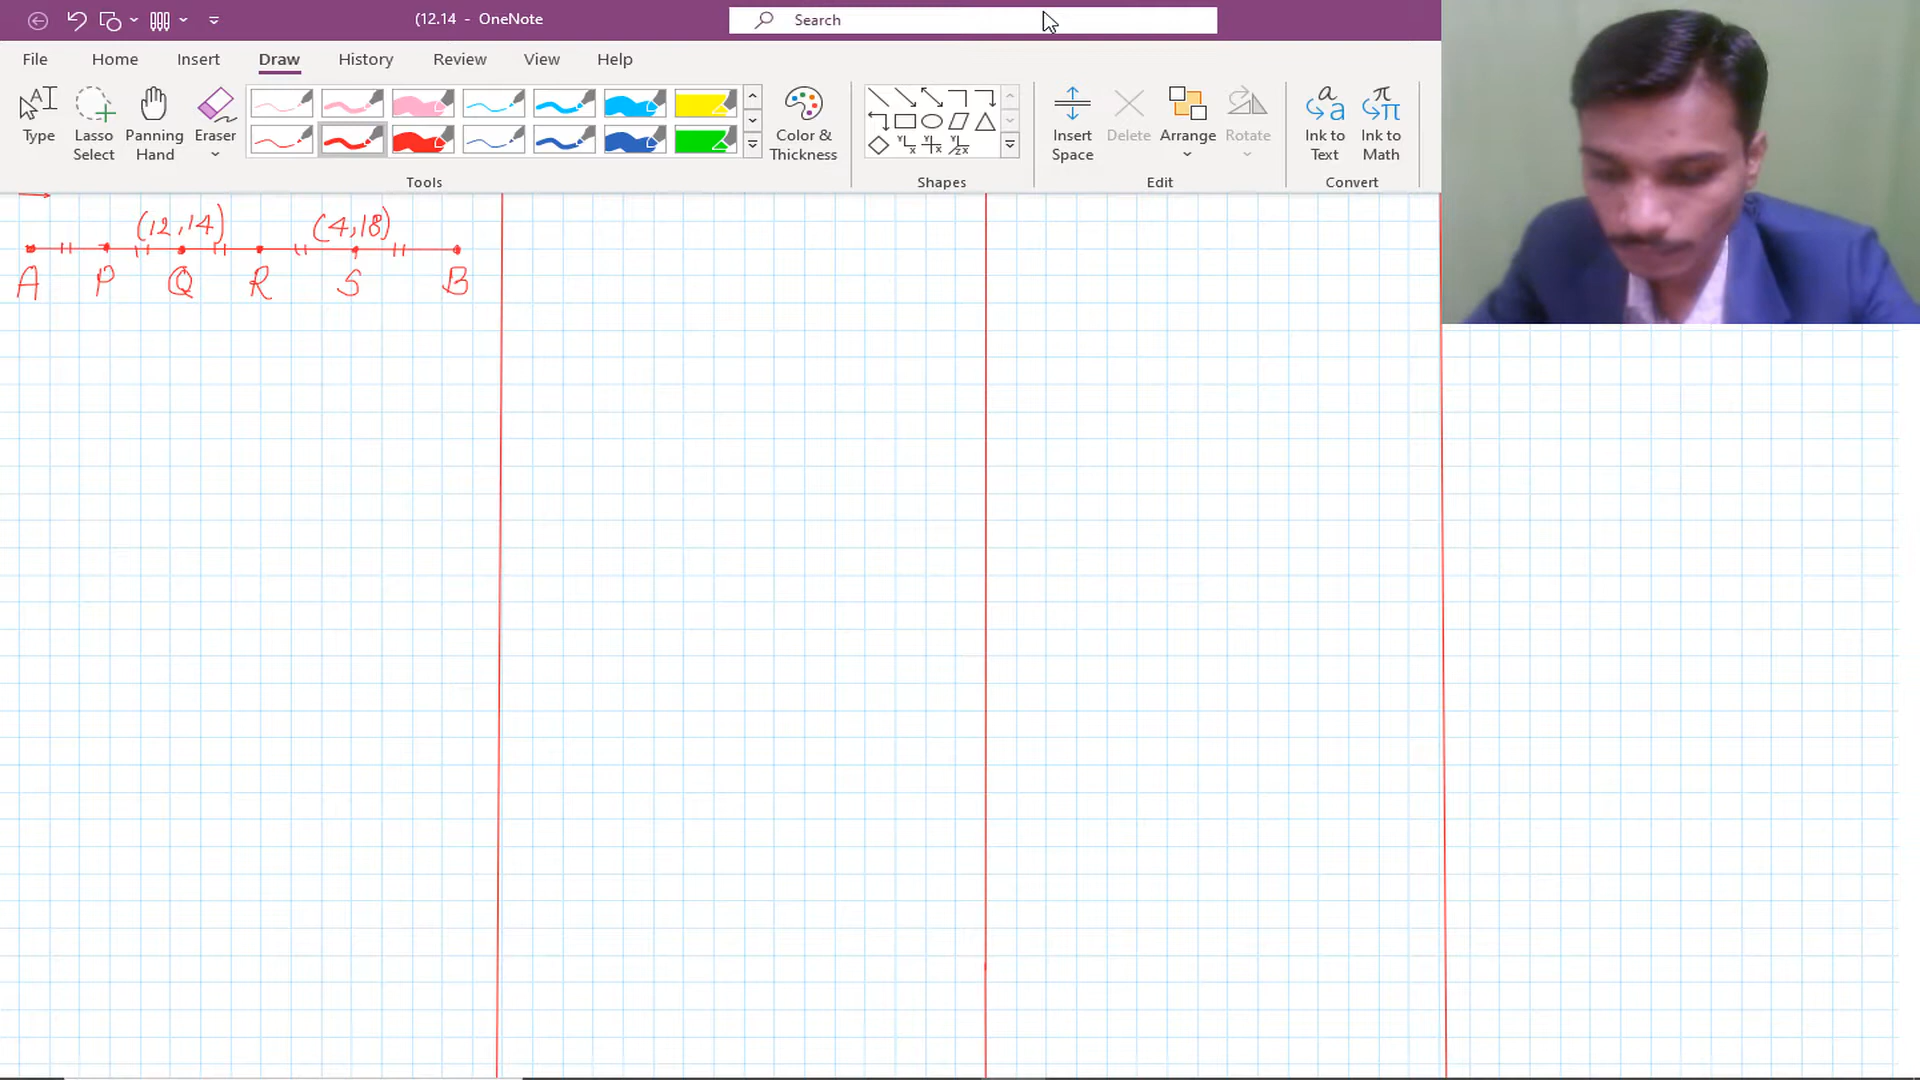 (12.14 - OneNote
Search
File Home Insert Draw History Review View Help
Type
Lasso Select
Panning Hand
Eraser
Color & Thickness
Insert Space
Delete
Arrange
Rotate
Ink to Text
Ink to Math
Tools
Shapes
Edit
Convert
(12,14) (4,18)
A P Q R S B